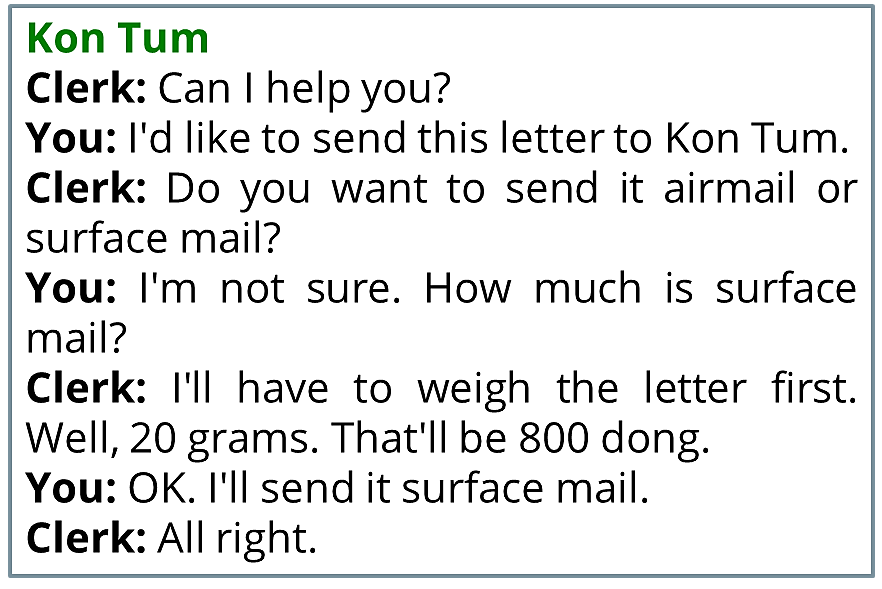 Kon Tum
Clerk: Can I help you?
You: I'd like to send this letter to Kon Tum.
Clerk: Do you want to send it airmail or
surface mail?
You: I'm not sure. How much is surface
mail?
Clerk: I'll have to weigh the letter first.
Well, 20 grams. That'll be 800 dong.
You: OK. I'll send it surface mail.
Clerk: All right.